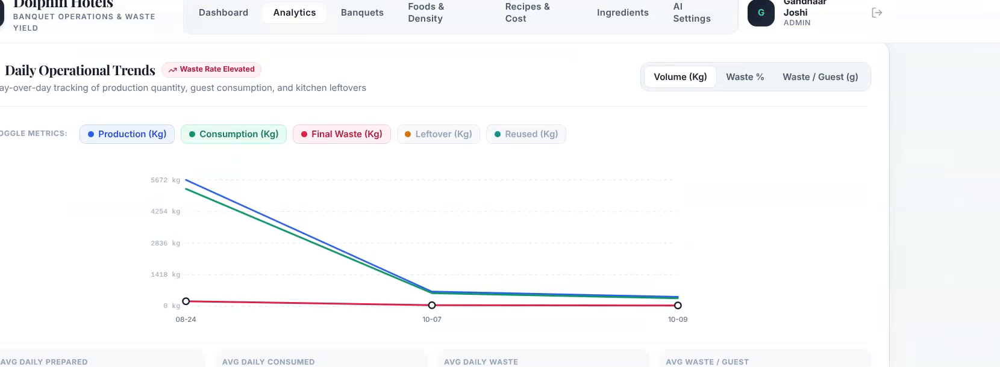 Dolphin Hotels
BANQUET OPERATIONS & WASTE
YIELD
Dashboard
Analytics
Banquets
Foods &
Density
Recipes &
Cost
Ingredients
AI
Settings
G
Gandhaar
Joshi
ADMIN
Daily Operational Trends
Waste Rate Elevated
ay-over-day tracking of production quantity, guest consumption, and kitchen leftovers
Volume (Kg)
Waste %
Waste / Guest (g)
OGGLE METRICS:
Production (Kg)
Consumption (Kg)
Final Waste (Kg)
Leftover (Kg)
Reused (Kg)
5672 kg
4254 kg
2836 kg
1418 kg
0 kg
08-24
10-07
10-09
AVG DAILY PREPARED
AVG DAILY CONSUMED
AVG DAILY WASTE
AVG WASTE / GUEST